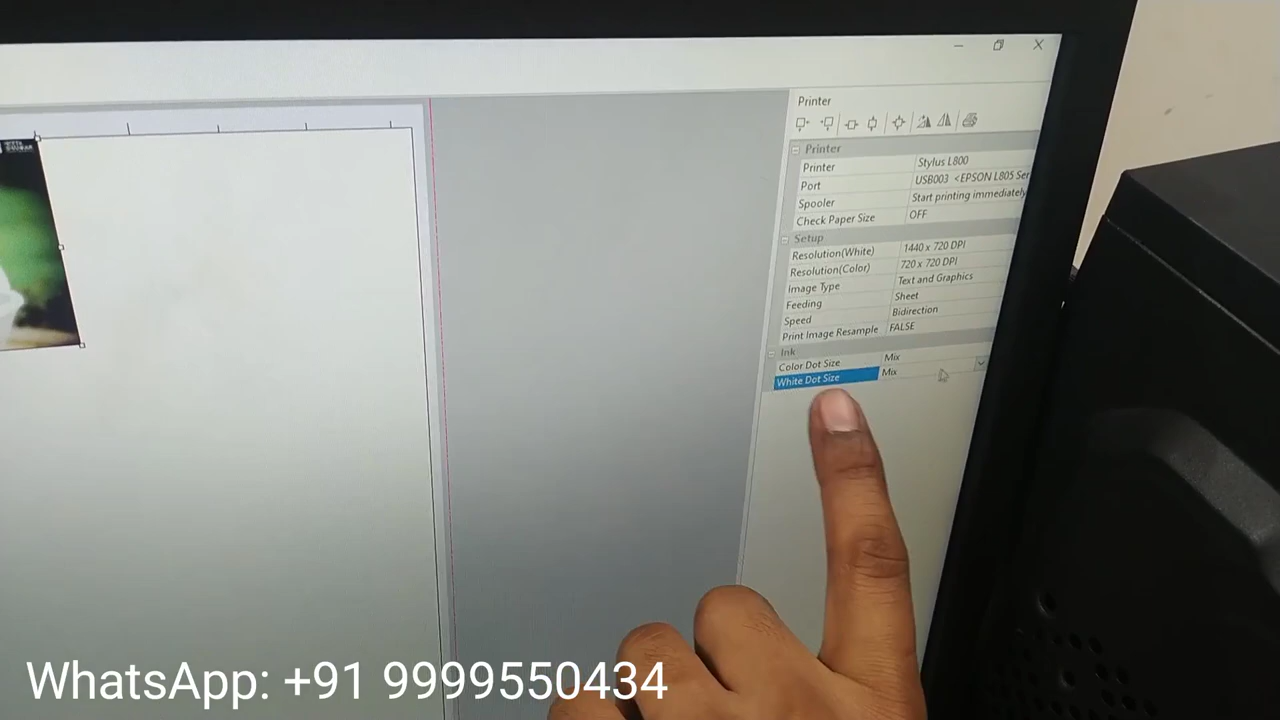 Printer
Printer
Printer Stylus L800
Port USB003 <EPSON L805 Ser
Spooler Start printing immediately
Check Paper Size OFF
Setup
Resolution(White) 1440 x 720 DPI
Resolution(Color) 720 x 720 DPI
Image Type Text and Graphics
Feeding Sheet
Speed Bidirection
Print Image Resample FALSE
Ink
Color Dot Size Mix
White Dot Size Mix
WhatsApp: +91 9999550434